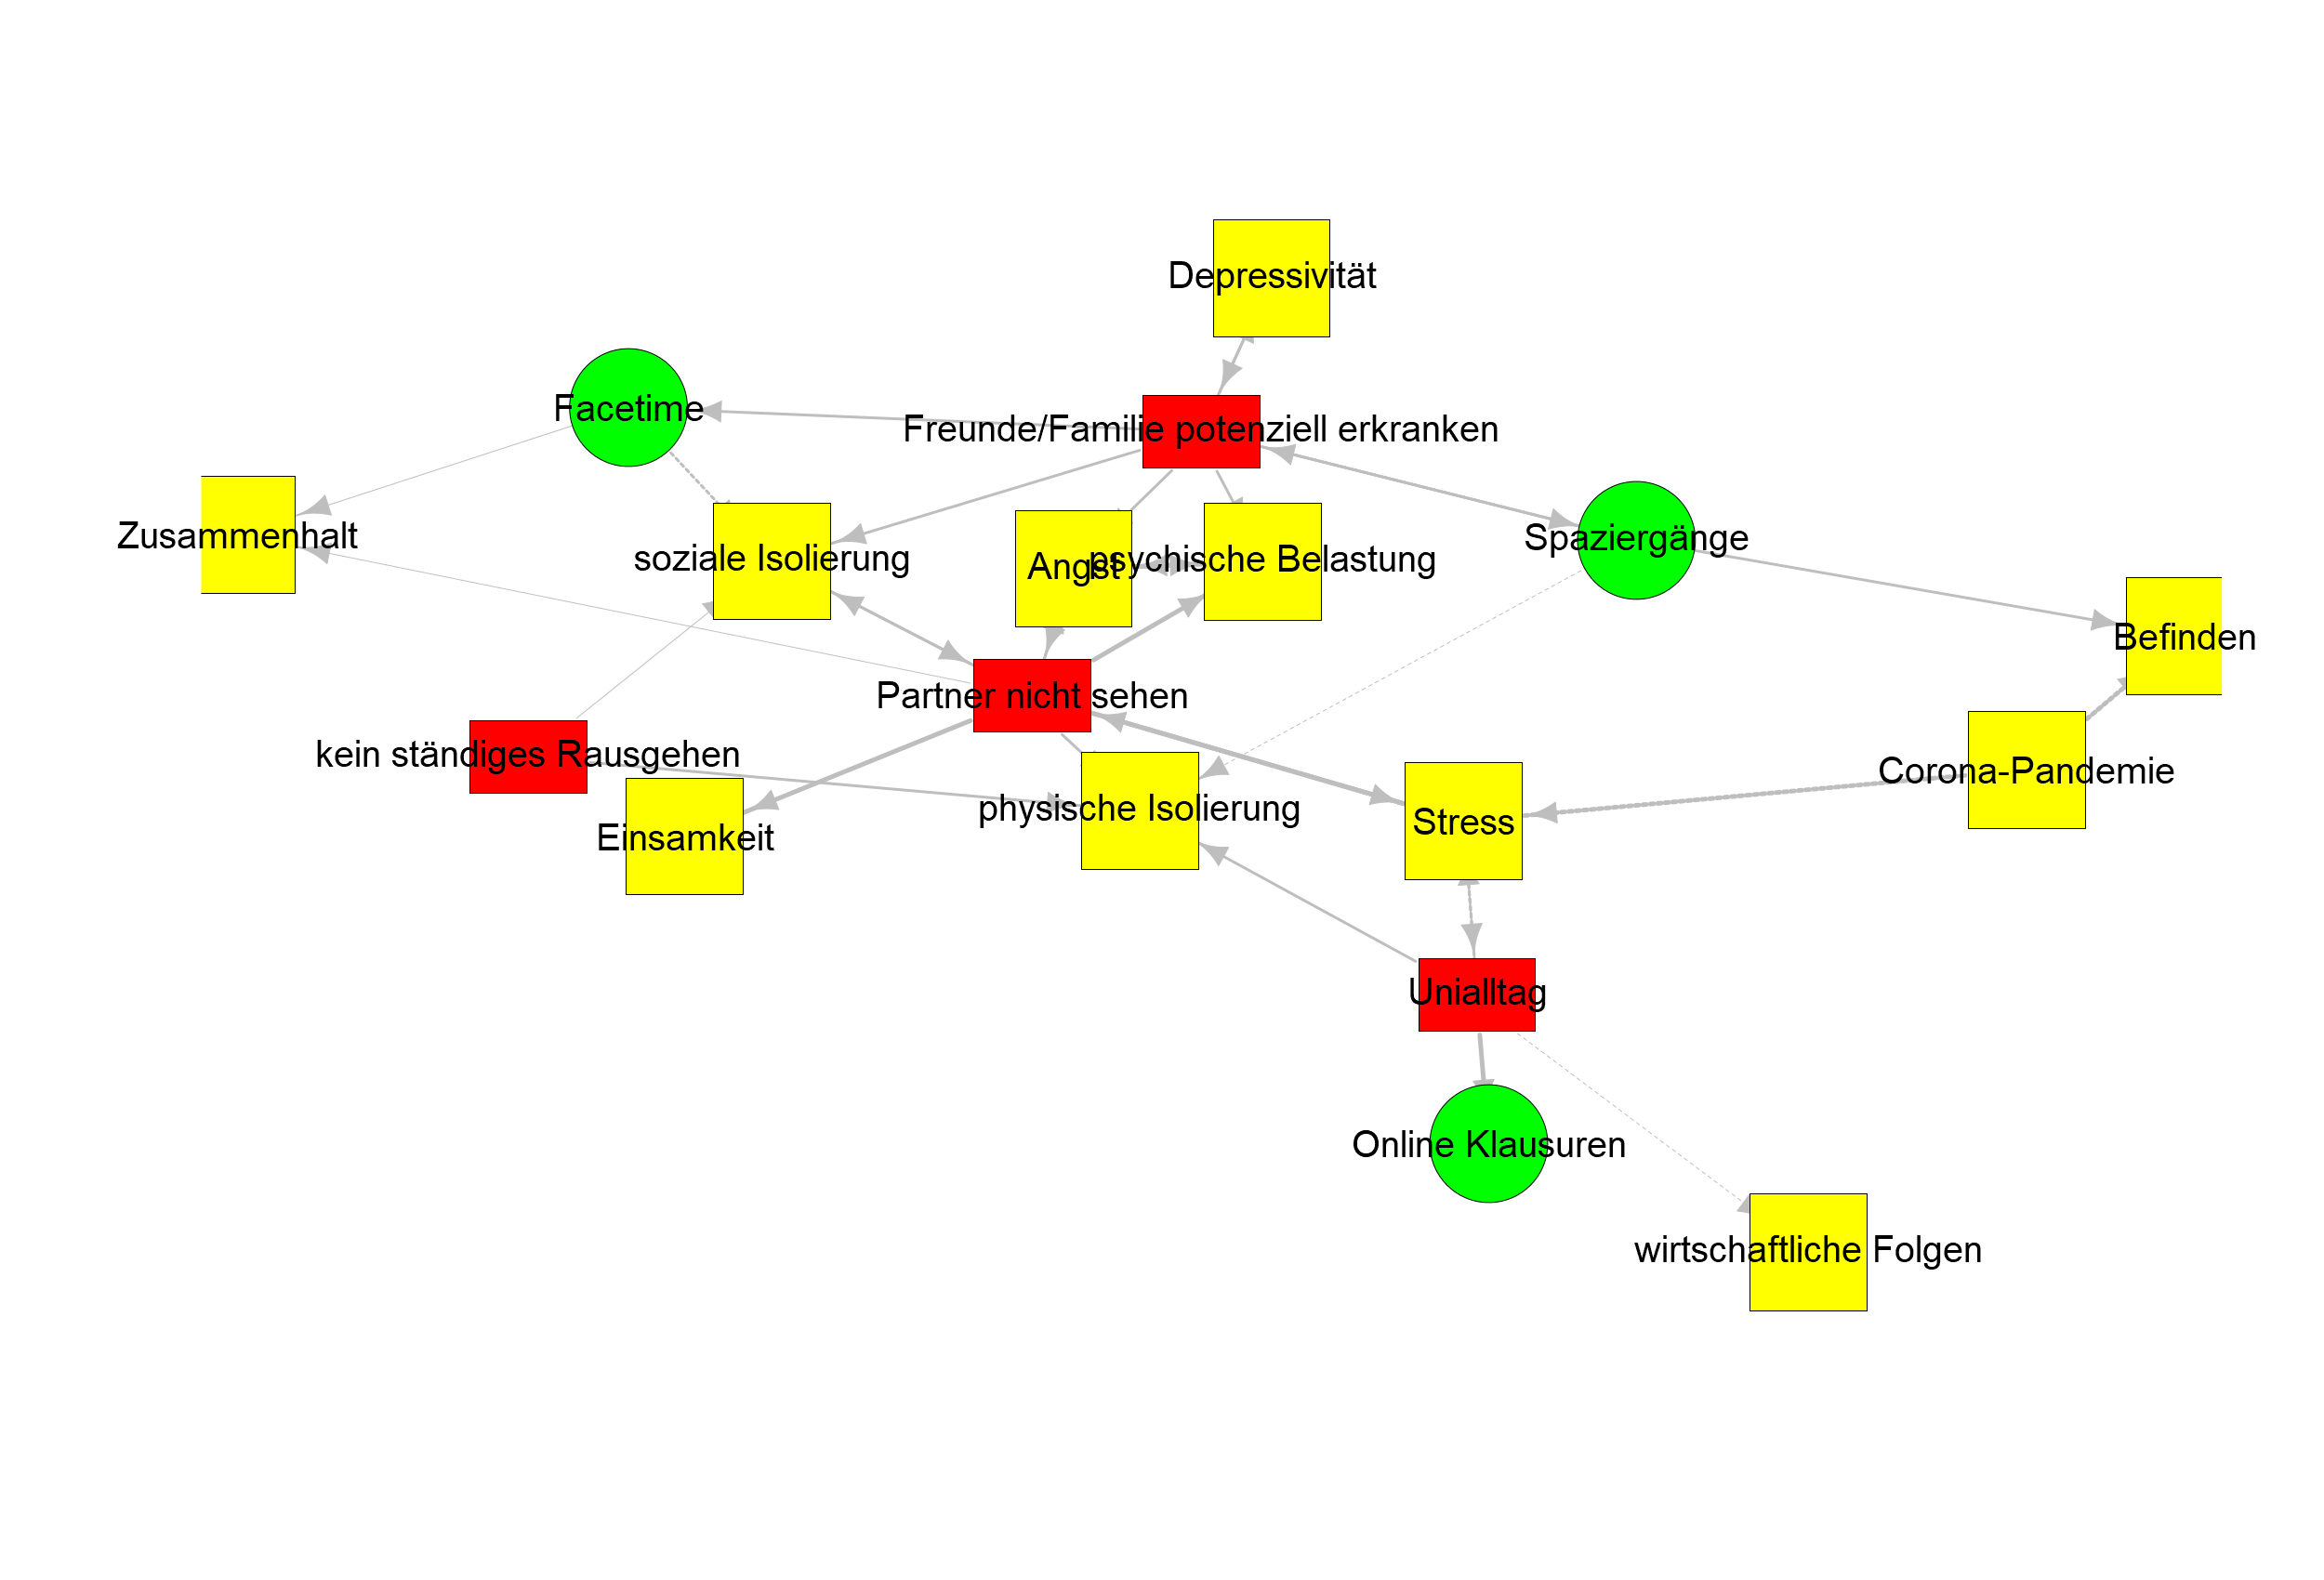 Depressivität
Facetime
Freunde/Familie potenziell erkranken
Zusammenhalt
soziale Isolierung
Angst
psychische Belastung
Spaziergänge
Befinden
Partner nicht sehen
kein ständiges Rausgehen
Corona-Pandemie
physische Isolierung
Stress
Einsamkeit
Unialltag
Online Klausuren
wirtschaftliche Folgen